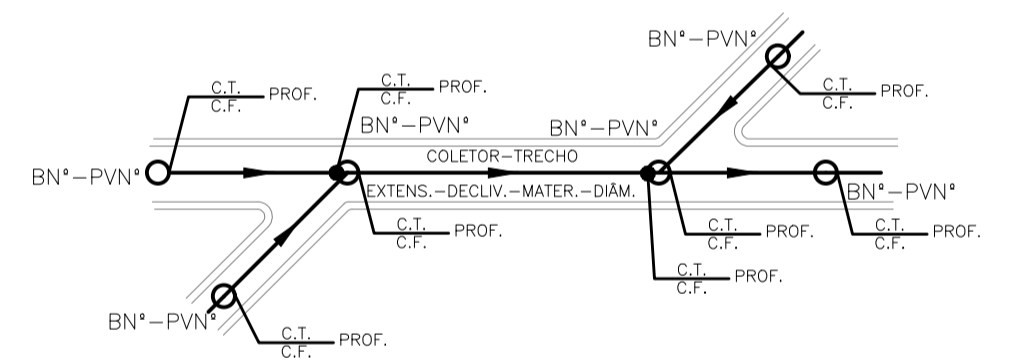 BN°-PVN°
C.T.
C.F.
PROF.
C.T.
C.F.
PROF.
C.T.
C.F.
PROF.
BN°-PVN°
BN°-PVN°
COLETOR-TRECHO
BN°-PVN°
EXTENS.-DECLIV.-MATER.-DIÂM.
BN°-PVN°
C.T.
C.F.
PROF.
C.T.
C.F.
PROF.
C.T.
C.F.
PROF.
C.T.
C.F.
PROF.
BN°-PVN°
C.T.
C.F.
PROF.